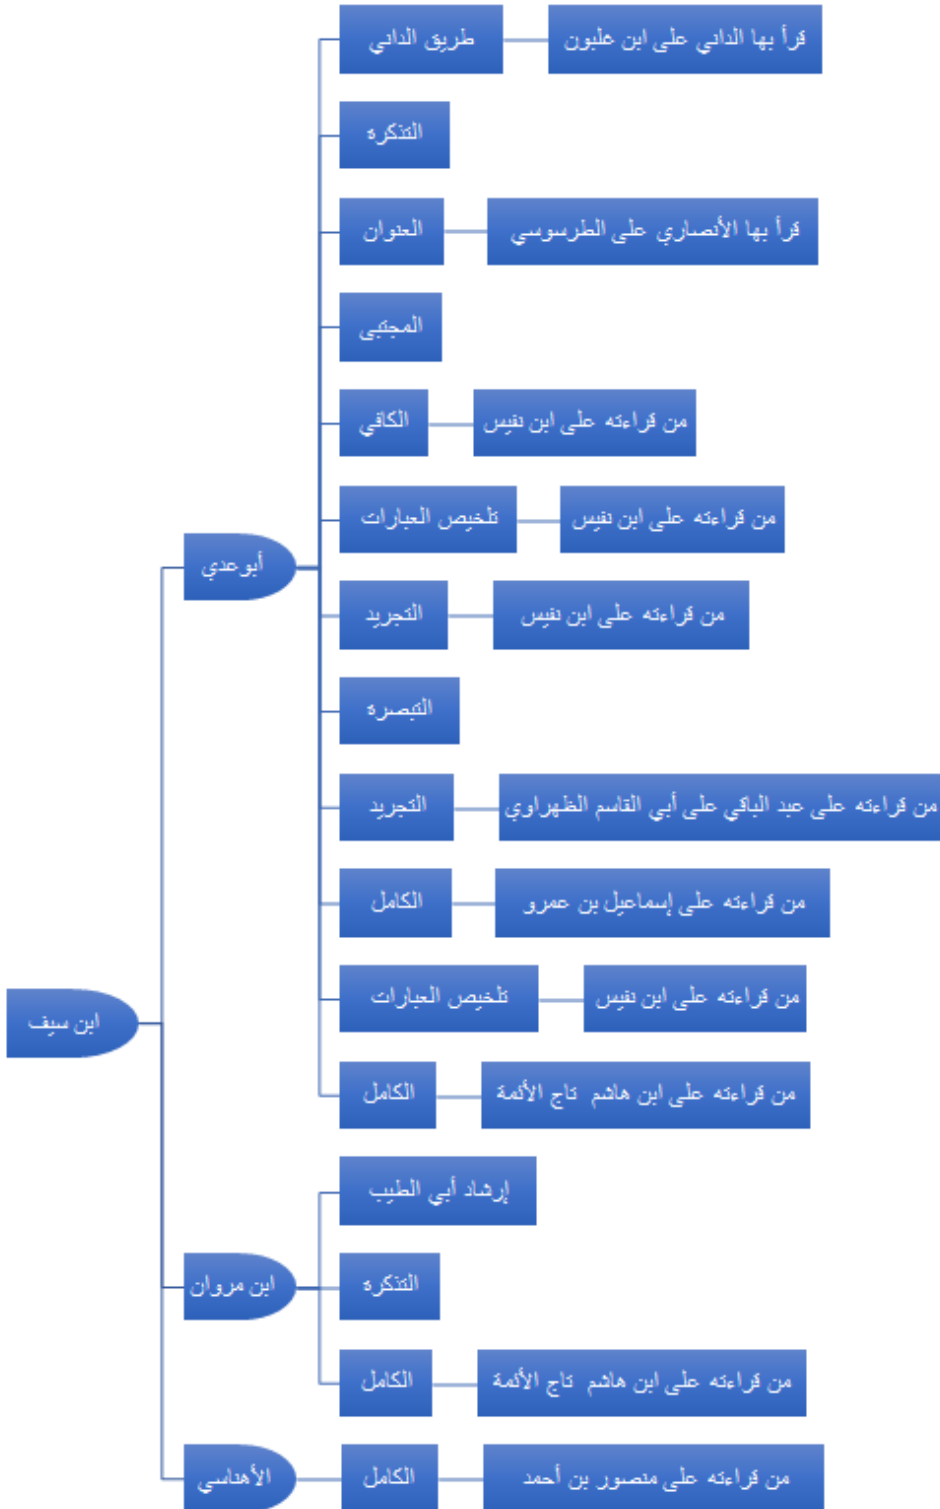 طريق الداني
قرأ بها الداني على ابن غلبون
التذكرة
العنوان
قرأ بها الأنصاري على الطرسوسي
المجتبى
الكافي
من قراءته على ابن نفيس
تلخيص العبارات
من قراءته على ابن نفيس
أبوعدي
التجريد
من قراءته على ابن نفيس
التبصرة
التجريد
من قراءته على عبد الباقي على أبي القاسم الظهراوي
الكامل
من قراءته على إسماعيل بن عمرو
تلخيص العبارات
من قراءته على ابن نفيس
ابن سيف
الكامل
من قراءته على ابن هاشم تاج الأئمة
إرشاد أبي الطيب
ابن مروان
التذكرة
الكامل
من قراءته على ابن هاشم تاج الأئمة
الأهناسي
الكامل
من قراءته على منصور بن أحمد